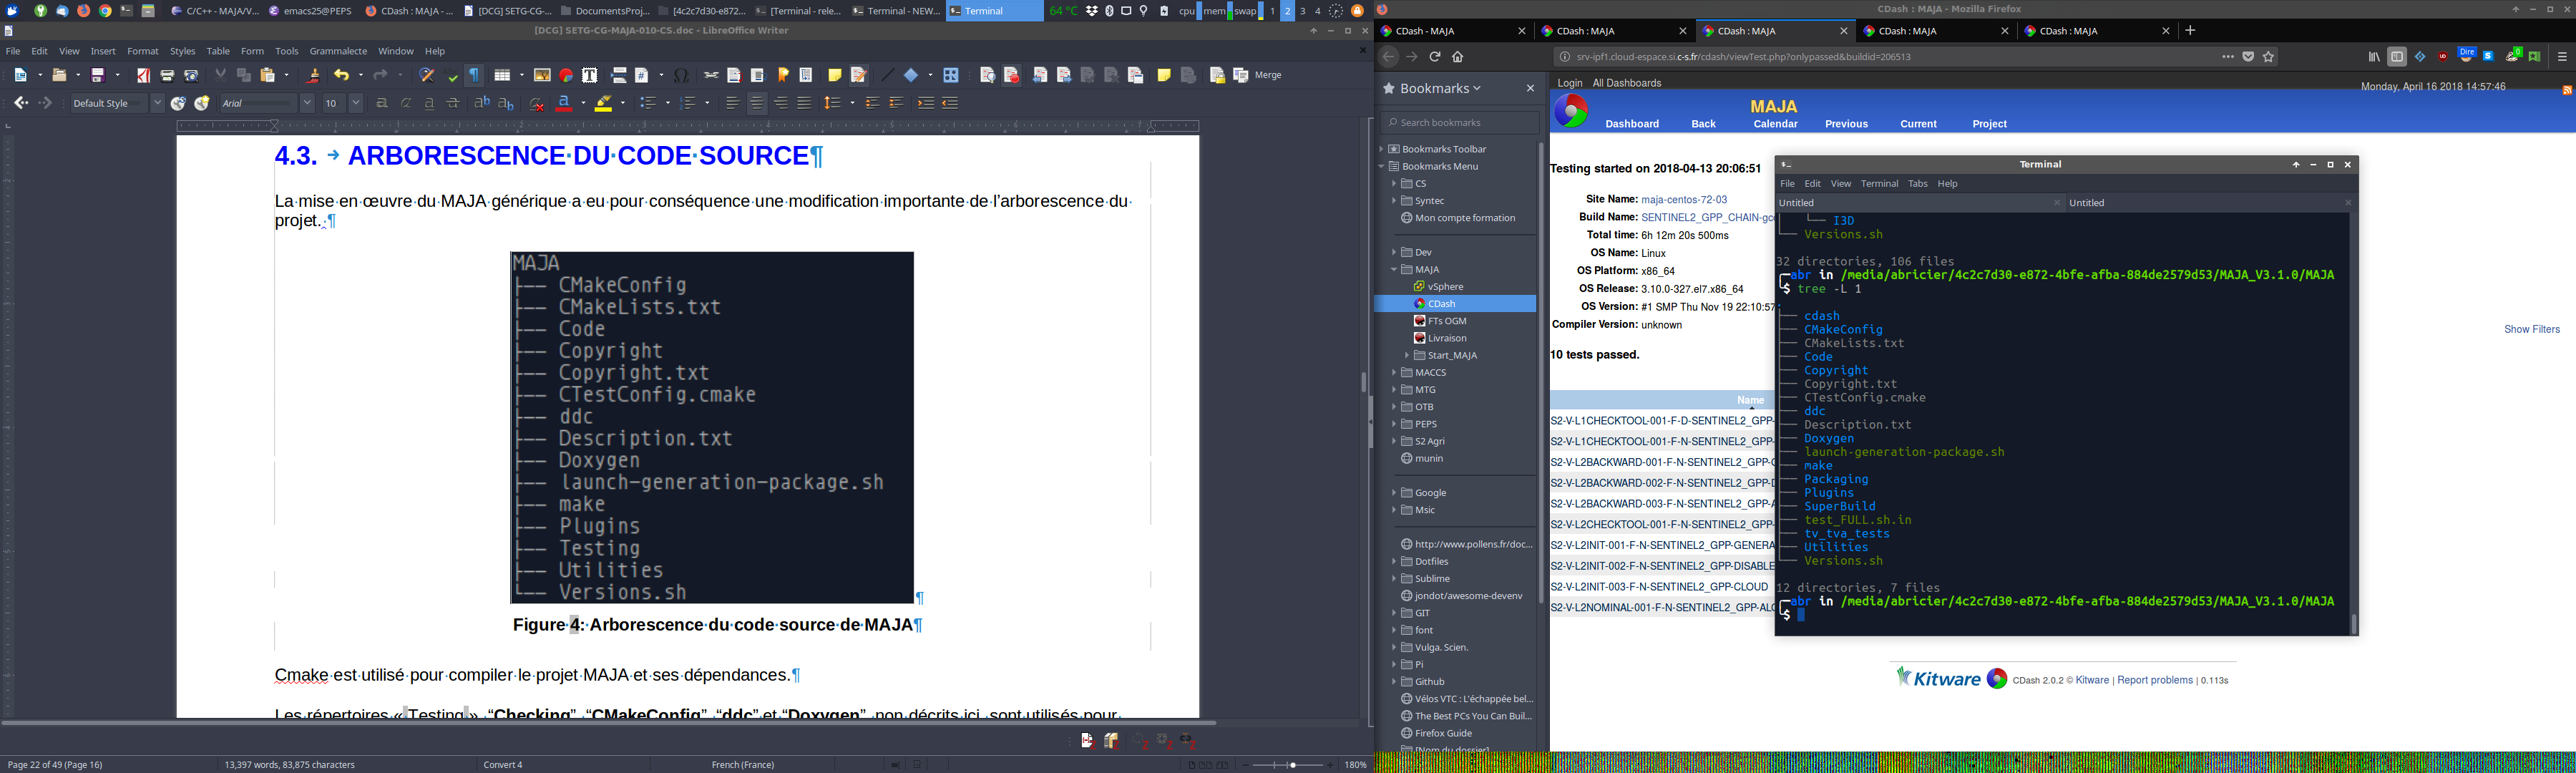 C/C++ - MAJA/V...
emacs25@PEPS
CDash : MAJA - ...
[DCG] SETG-CG-...
DocumentsProj...
[4c2c7d30-e872...
[Terminal - rele...
Terminal - NEW...
Terminal
64 °C
cpu
mem
swap
1 2 3 4
[DCG] SETG-CG-MAJA-010-CS.doc - LibreOffice Writer
File Edit View Insert Format Styles Table Form Tools Grammalecte Window Help
Merge
Default Style
Arial
10
4.3. → ARBORESCENCE·DU·CODE·SOURCE¶
La·mise·en·œuvre·du·MAJA·générique·a·eu·pour·conséquence·une·modification·importante·de·l'arborescence·du·
projet.·¶
MAJA
├── CMakeConfig
├── CMakeLists.txt
├── Code
├── Copyright
├── Copyright.txt
├── CTestConfig.cmake
├── ddc
├── Description.txt
├── Doxygen
├── launch-generation-package.sh
├── make
├── Plugins
├── Testing
├── Utilities
└── Versions.sh
¶
Figure·4:·Arborescence·du·code·source·de·MAJA¶
Cmake·est·utilisé·pour·compiler·le·projet·MAJA·et·ses·dépendances.¶
Les·répertoires·« Testing »,·“Checking”,·“CMakeConfig”,·“ddc”·et·“Doxygen”,·non·décrits·ici,·sont·utilisés·pour·
Page 22 of 49 (Page 16)
13,397 words, 83,875 characters
Convert 4
French (France)
180%
CDash : MAJA - Mozilla Firefox
CDash - MAJA
CDash : MAJA
CDash : MAJA
CDash : MAJA
CDash : MAJA
srv-ipf1.cloud-espace.si.c-s.fr/cdash/viewTest.php?onlypassed&buildid=206513
Dire
0
Bookmarks
Search bookmarks
Bookmarks Toolbar
Bookmarks Menu
CS
Syntec
Mon compte formation
Dev
MAJA
vSphere
CDash
FTs OGM
Livraison
Start_MAJA
MACCS
MTG
OTB
PEPS
S2 Agri
munin
Google
Msic
http://www.pollens.fr/doc...
Dotfiles
Sublime
jondot/awesome-devenv
GIT
font
Vulga. Scien.
Pi
Github
Vélos VTC : L'échappée bel...
The Best PCs You Can Buil...
Firefox Guide
[Nom du dossier]
Login All Dashboards
Monday, April 16 2018 14:57:46
MAJA
Dashboard Back Calendar Previous Current Project
Testing started on 2018-04-13 20:06:51
Site Name: maja-centos-72-03
Build Name: SENTINEL2_GPP_CHAIN-gc
Total time: 6h 12m 20s 500ms
OS Name: Linux
OS Platform: x86_64
OS Release: 3.10.0-327.el7.x86_64
OS Version: #1 SMP Thu Nov 19 22:10:57
Compiler Version: unknown
Show Filters
10 tests passed.
Name
S2-V-L1CHECKTOOL-001-F-D-SENTINEL2_GPP-
S2-V-L1CHECKTOOL-001-F-N-SENTINEL2_GPP-
S2-V-L2BACKWARD-001-F-N-SENTINEL2_GPP-
S2-V-L2BACKWARD-002-F-N-SENTINEL2_GPP-
S2-V-L2BACKWARD-003-F-N-SENTINEL2_GPP-
S2-V-L2CHECKTOOL-001-F-N-SENTINEL2_GPP-
S2-V-L2INIT-001-F-N-SENTINEL2_GPP-GENERA
S2-V-L2INIT-002-F-N-SENTINEL2_GPP-DISABLE
S2-V-L2INIT-003-F-N-SENTINEL2_GPP-CLOUD
S2-V-L2NOMINAL-001-F-N-SENTINEL2_GPP-ALG
Terminal
File Edit View Terminal Tabs Help
Untitled
Untitled
└── I3D
└── Versions.sh
32 directories, 106 files
┌─abr in /media/abricier/4c2c7d30-e872-4bfe-afba-884de2579d53/MAJA_V3.1.0/MAJA
└$ tree -L 1
.
├── cdash
├── CMakeConfig
├── CMakeLists.txt
├── Code
├── Copyright
├── Copyright.txt
├── CTestConfig.cmake
├── ddc
├── Description.txt
├── Doxygen
├── launch-generation-package.sh
├── make
├── Packaging
├── Plugins
├── SuperBuild
├── test_FULL.sh.in
├── tv_tva_tests
├── Utilities
└── Versions.sh
12 directories, 7 files
┌─abr in /media/abricier/4c2c7d30-e872-4bfe-afba-884de2579d53/MAJA_V3.1.0/MAJA
└$
Kitware CDash 2.0.2 © Kitware | Report problems | 0.113s